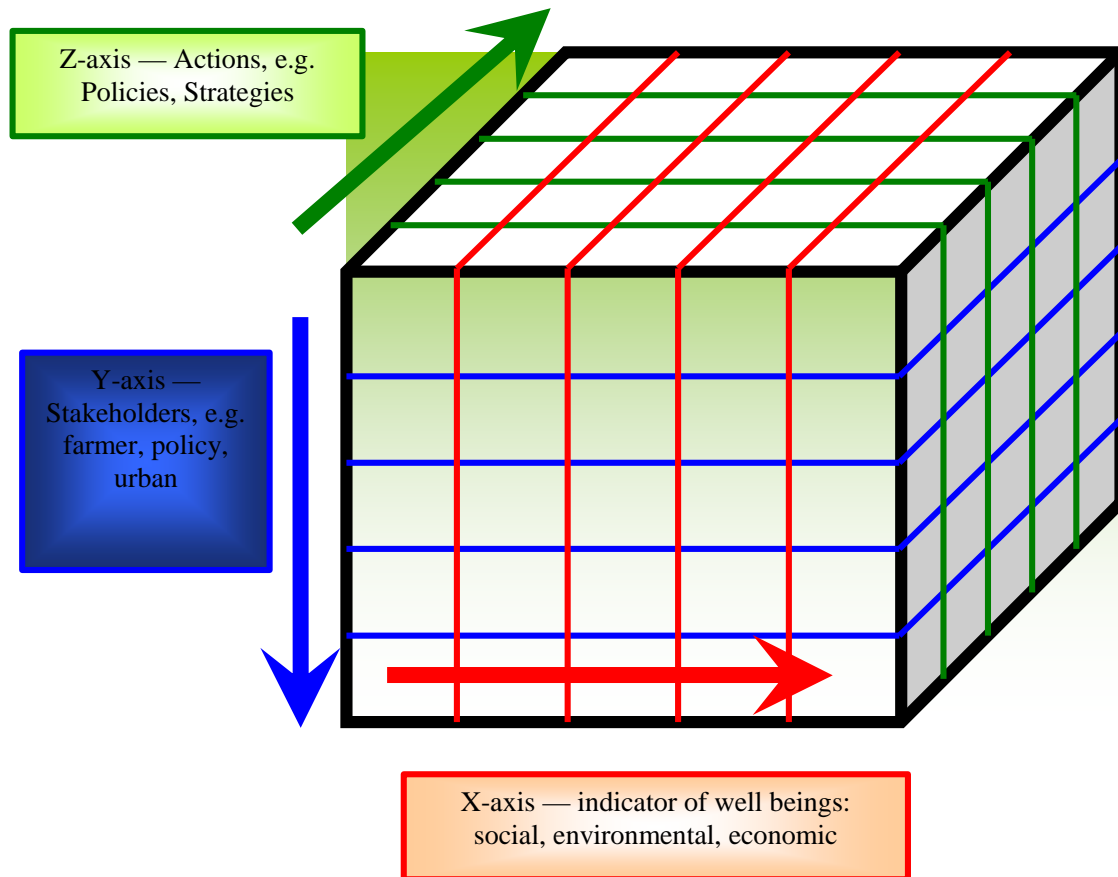 Z-axis — Actions, e.g.
Policies, Strategies
Y-axis —
Stakeholders, e.g.
farmer, policy,
urban
X-axis — indicator of well beings:
social, environmental, economic